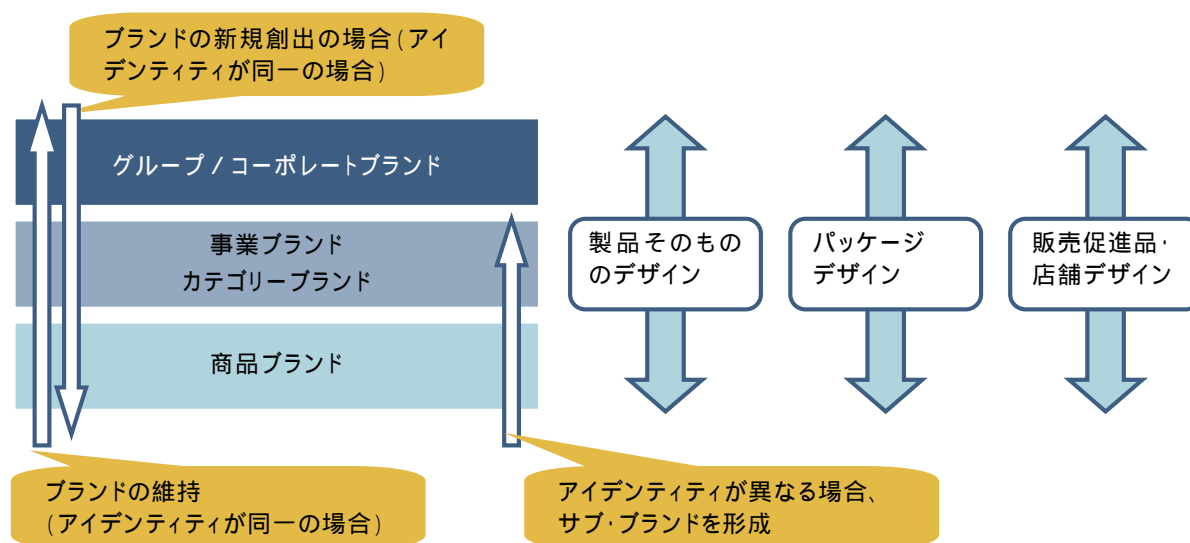 ブランドの新規創出の場合(アイ
デンティティが同一の場合)
グループ / コーポレートブランド
事業ブランド
カテゴリーブランド
商品ブランド
製品そのもの
のデザイン
パッケージ
デザイン
販売促進品・
店舗デザイン
ブランドの維持
(アイデンティティが同一の場合)
アイデンティティが異なる場合、
サブ・ブランドを形成